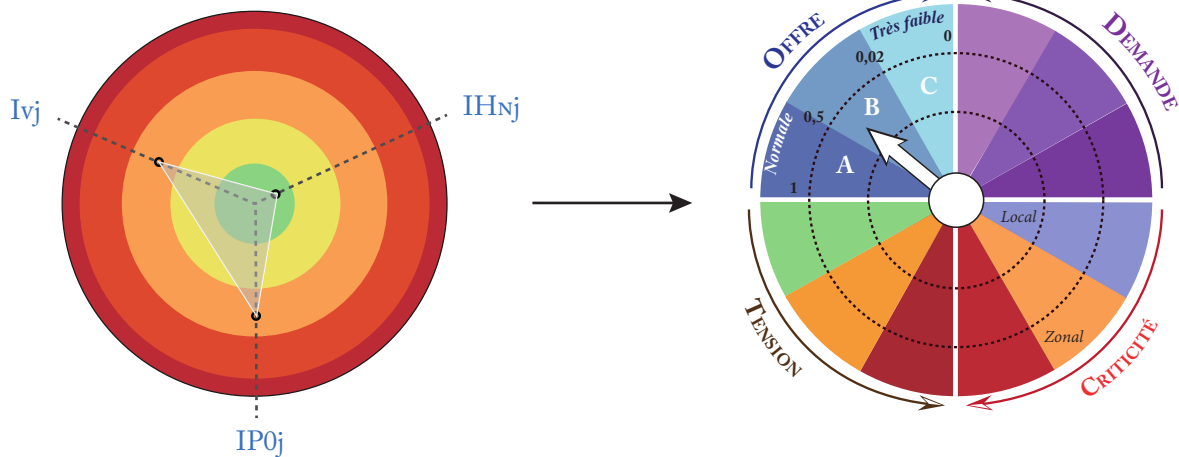 Ivj
IHNj
IP0j
OFFRE
DEMANDE
TENSION
CRITICITÉ
Très faible
0
0,02
C
B
0,5
Normale
A
1
Local
Zonal